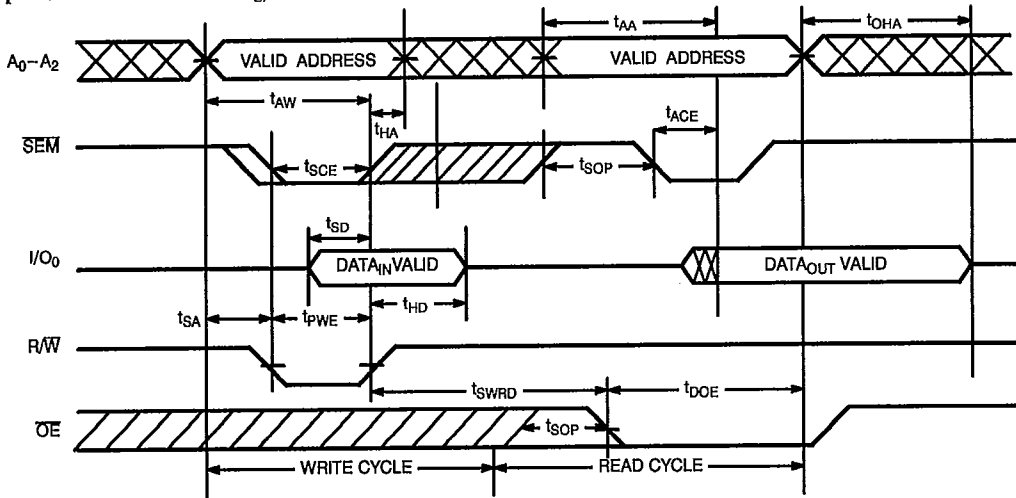 tAA
tOHA
A0–A2
VALID ADDRESS
VALID ADDRESS
tAW
tHA
tACE
SEM
tSCE
tSOP
tSD
I/O0
DATAIN VALID
DATAOUT VALID
tSA
tPWE
tHD
R/W
tSWRD
tDOE
OE
tSOP
WRITE CYCLE
READ CYCLE